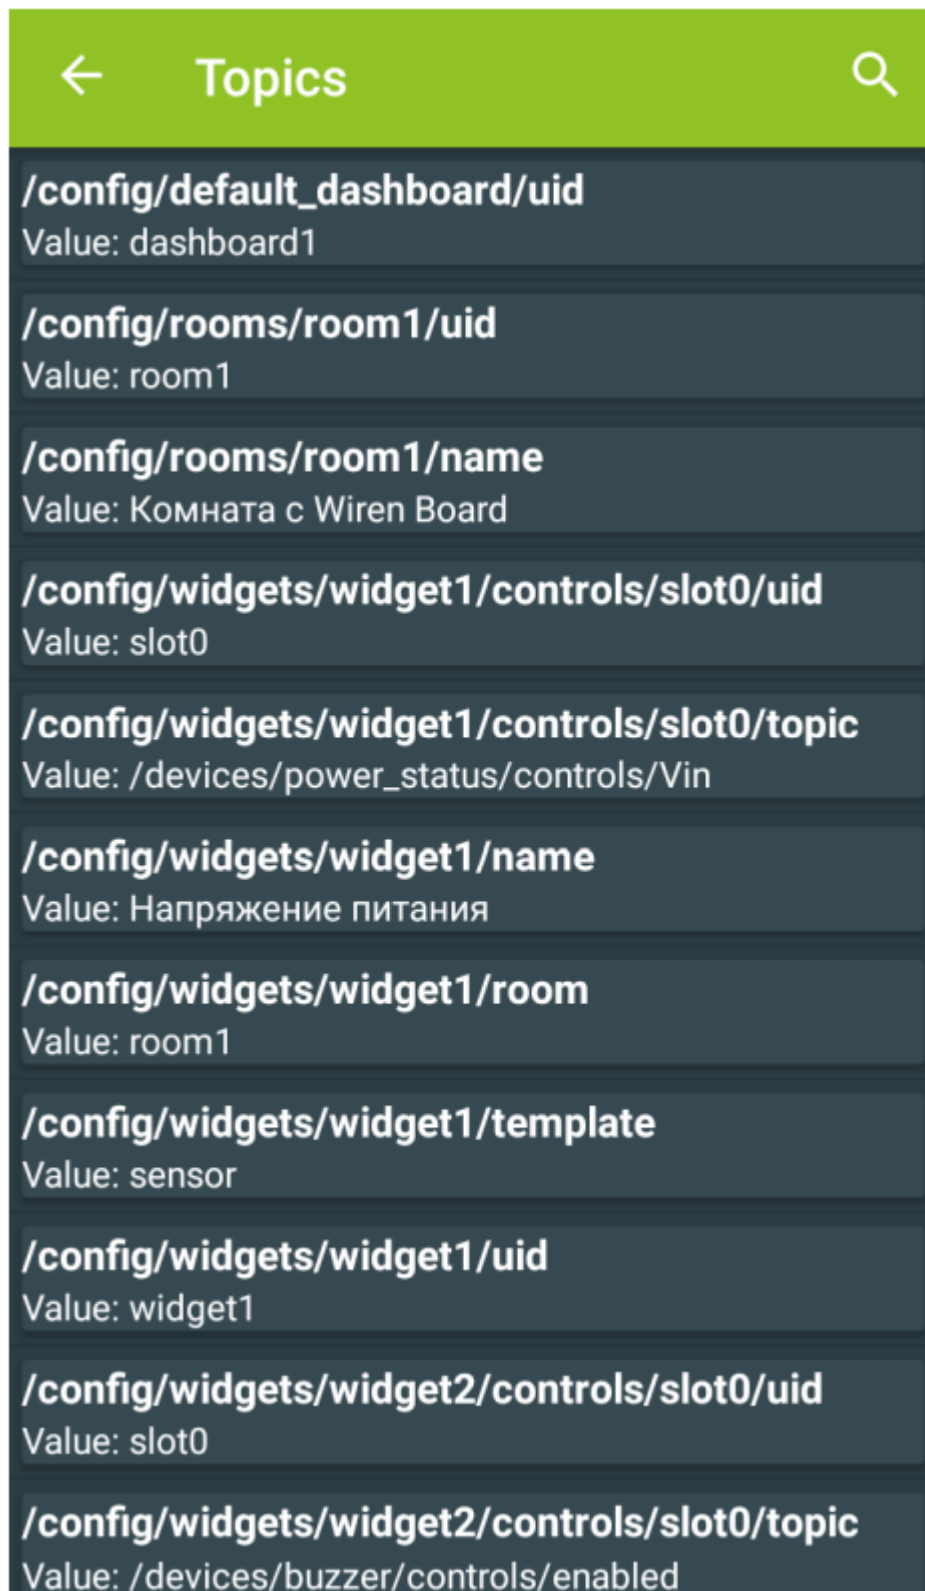 Topics
/config/default_dashboard/uid
Value: dashboard1
/config/rooms/room1/uid
Value: room1
/config/rooms/room1/name
Value: Комната с Wiren Board
/config/widgets/widget1/controls/slot0/uid
Value: slot0
/config/widgets/widget1/controls/slot0/topic
Value: /devices/power_status/controls/Vin
/config/widgets/widget1/name
Value: Напряжение питания
/config/widgets/widget1/room
Value: room1
/config/widgets/widget1/template
Value: sensor
/config/widgets/widget1/uid
Value: widget1
/config/widgets/widget2/controls/slot0/uid
Value: slot0
/config/widgets/widget2/controls/slot0/topic
Value: /devices/buzzer/controls/enabled